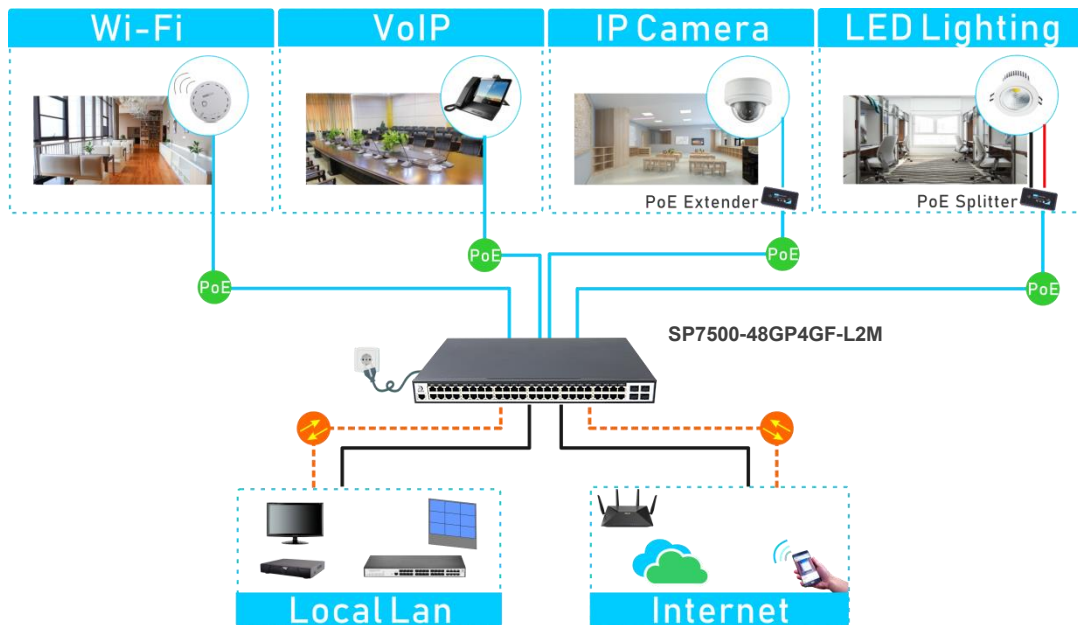 Wi-Fi
VoIP
IP Camera
LED Lighting
PoE Extender
PoE Splitter
PoE
PoE
PoE
PoE
SP7500-48GP4GF-L2M
Local Lan
Internet